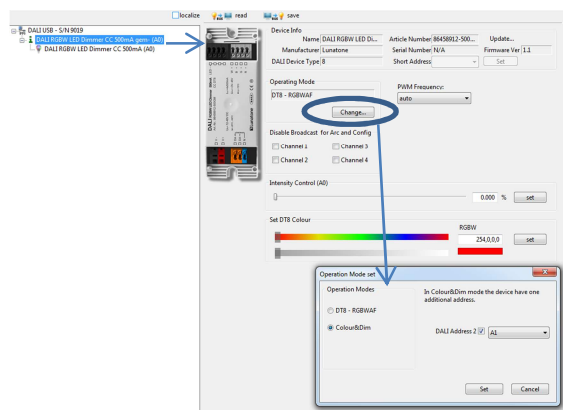 localize
read
save
DALI USB - S/N 9019
DALI RGBW LED Dimmer CC 500mA gem- (A0)
DALI RGBW LED Dimmer CC 500mA (A0)
Device Info
Name DALI RGBW LED Di... Article Number 86458912-500... Update...
Manufacturer Lunatone Serial Number N/A Firmware Ver 1.1
DALI Device Type 8 Short Address Set
Operating Mode
DT8 - RGBWAF
Change...
PWM Frequency:
auto
Disable Broadcast for Arc and Config
Channel 1 Channel 3
Channel 2 Channel 4
Intensity Control (A0)
0.000 % set
Set DT8 Colour
RGBW
254,0,0,0 set
Operation Mode set
Operation Modes
DT8 - RGBWAF
Colour&Dim
In Colour&Dim mode the device have one
additional address.
DALI Address 2 A1
Set Cancel